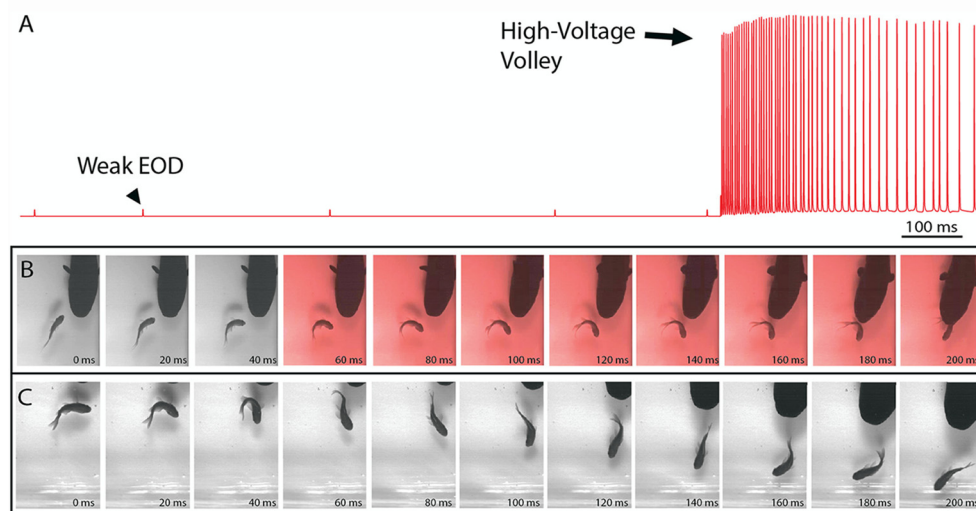 A
High-Voltage
Volley
Weak EOD
100 ms
B
0 ms
20 ms
40 ms
60 ms
80 ms
100 ms
120 ms
140 ms
160 ms
180 ms
200 ms
C
0 ms
20 ms
40 ms
60 ms
80 ms
100 ms
120 ms
140 ms
160 ms
180 ms
200 ms